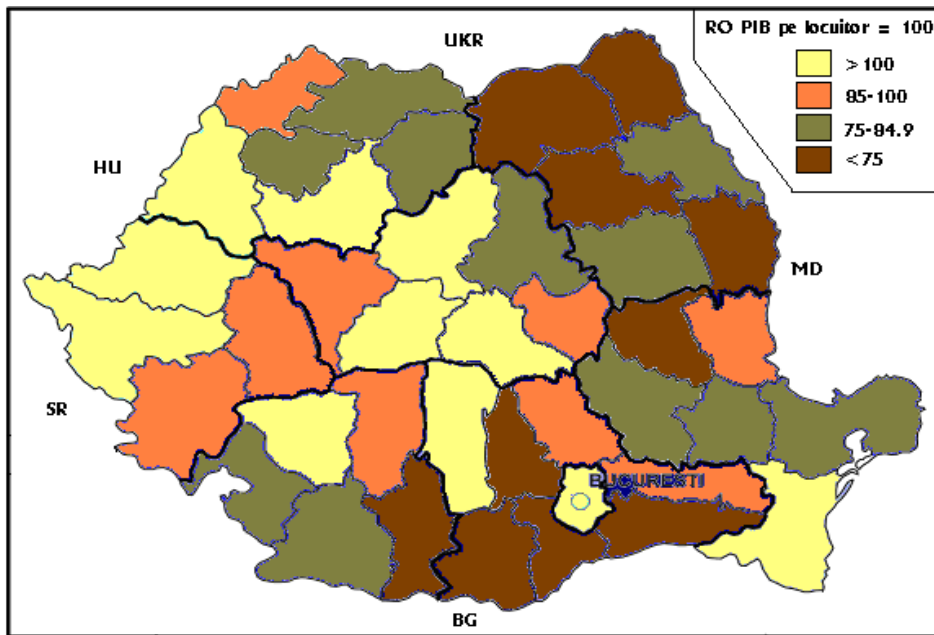 RO PIB pe locuitor = 100
> 100
85-100
75-84.9
<75
UKR
HU
MD
SR
BUCURESTI
BG